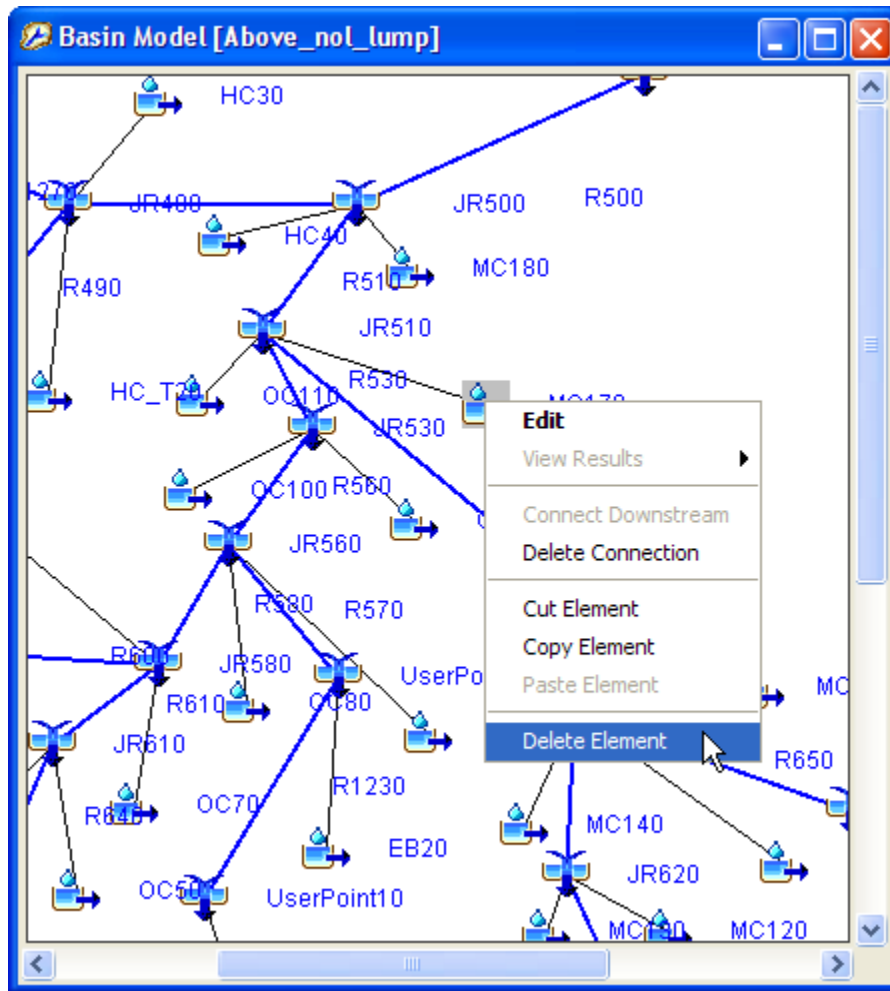 Basin Model [Above_nol_lump]
HC30
JR400
JR500
R500
HC40
MC180
R490
R510
JR510
HC_T20
OC110
R530
JR530
Edit
View Results
Connect Downstream
Delete Connection
Cut Element
Copy Element
Paste Element
Delete Element
OC100
R560
JR560
R580
R570
JR580
R610
OC80
UserPo
MC
JR610
R650
OC70
R1230
R640
MC140
EB20
JR620
OC50
UserPoint10
MC120